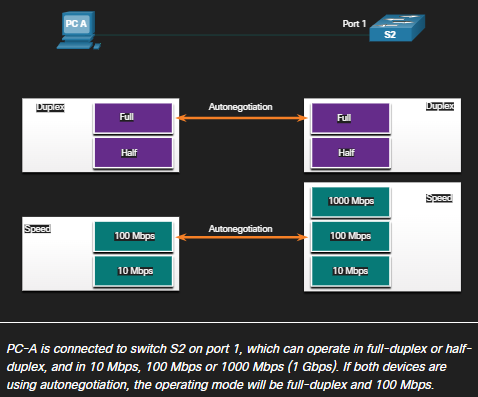 PC A
Port 1
S2
Duplex
Full
Autonegotiation
Full
Duplex
Half
Half
1000 Mbps
Speed
Speed
100 Mbps
Autonegotiation
100 Mbps
10 Mbps
10 Mbps
PC-A is connected to switch S2 on port 1, which can operate in full-duplex or half-
duplex, and in 10 Mbps, 100 Mbps or 1000 Mbps (1 Gbps). If both devices are
using autonegotiation, the operating mode will be full-duplex and 100 Mbps.